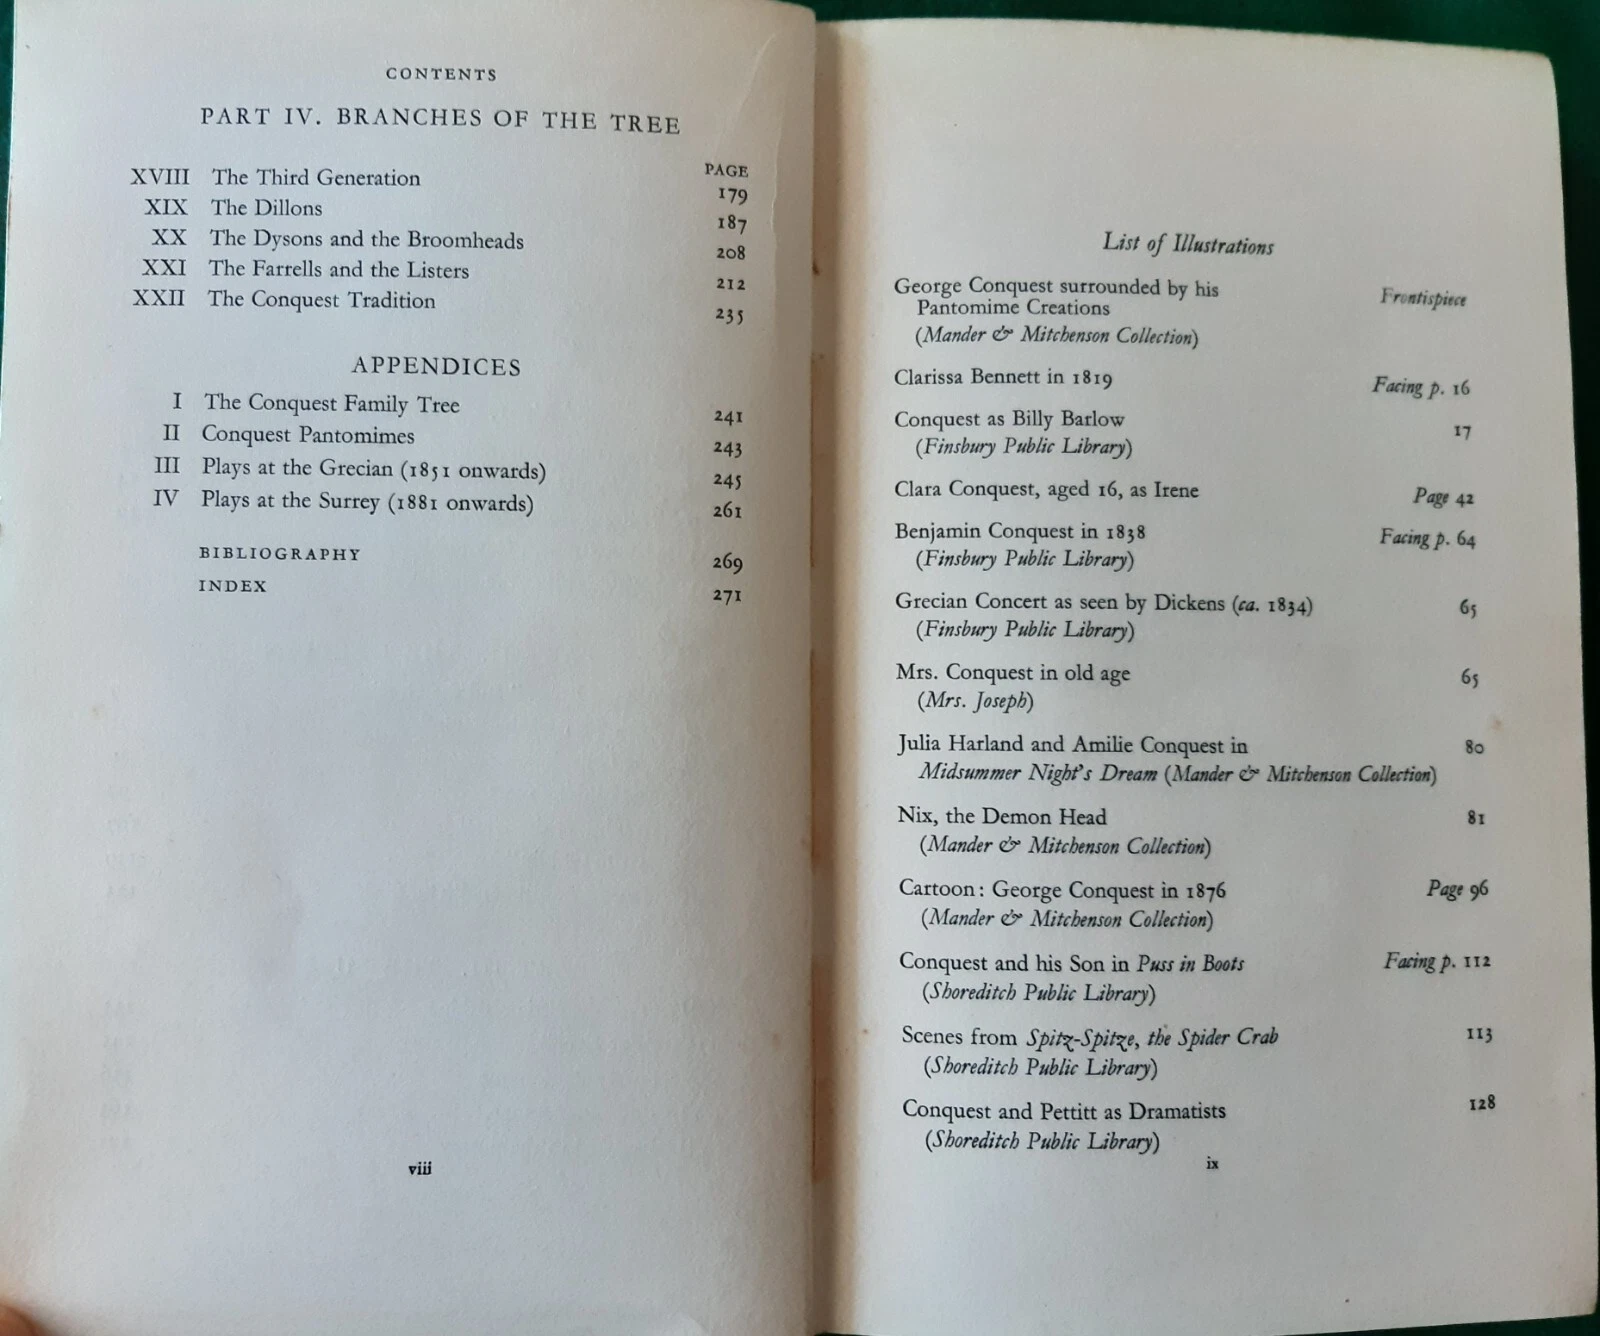 CONTENTS
PART IV. BRANCHES OF THE TREE
PAGE
XVIII The Third Generation 179
XIX The Dillons 187
XX The Dysons and the Broomheads 208
XXI The Farrells and the Listers 212
XXII The Conquest Tradition 235
APPENDICES
I The Conquest Family Tree 241
II Conquest Pantomimes 243
III Plays at the Grecian (1851 onwards) 245
IV Plays at the Surrey (1881 onwards) 261
BIBLIOGRAPHY 269
INDEX 271
viii
List of Illustrations
George Conquest surrounded by his Frontispiece
Pantomime Creations
(Mander & Mitchenson Collection)
Clarissa Bennett in 1819 Facing p. 16
Conquest as Billy Barlow 17
(Finsbury Public Library)
Clara Conquest, aged 16, as Irene Page 42
Benjamin Conquest in 1838 Facing p. 64
(Finsbury Public Library)
Grecian Concert as seen by Dickens (ca. 1834) 65
(Finsbury Public Library)
Mrs. Conquest in old age 65
(Mrs. Joseph)
Julia Harland and Amilie Conquest in 80
Midsummer Night's Dream (Mander & Mitchenson Collection)
Nix, the Demon Head 81
(Mander & Mitchenson Collection)
Cartoon: George Conquest in 1876 Page 96
(Mander & Mitchenson Collection)
Conquest and his Son in Puss in Boots Facing p. 112
(Shoreditch Public Library)
Scenes from Spitz-Spitze, the Spider Crab 113
(Shoreditch Public Library)
Conquest and Pettitt as Dramatists 128
(Shoreditch Public Library)
ix